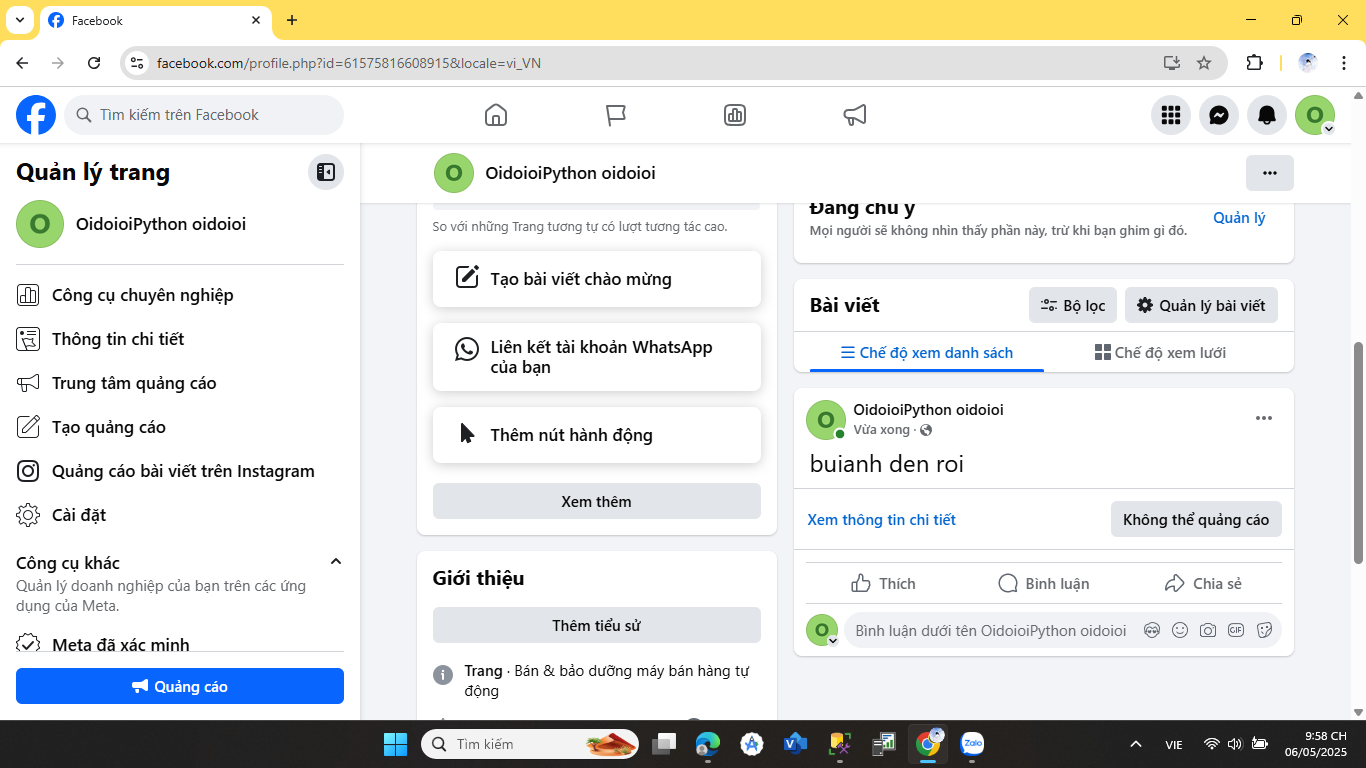 Facebook
facebook.com/profile.php?id=61575816608915&locale=vi_VN
Tìm kiếm trên Facebook
O
Quản lý trang
O
OidoioiPython oidoioi
Công cụ chuyên nghiệp
Thông tin chi tiết
Trung tâm quảng cáo
Tạo quảng cáo
Quảng cáo bài viết trên Instagram
Cài đặt
Công cụ khác
Quản lý doanh nghiệp của bạn trên các ứng
dụng của Meta.
Meta đã xác minh
Quảng cáo
O
OidoioiPython oidoioi
So với những Trang tương tự có lượt tương tác cao.
Tạo bài viết chào mừng
Liên kết tài khoản WhatsApp
của bạn
Thêm nút hành động
Xem thêm
Giới thiệu
Thêm tiểu sử
Trang · Bán & bảo dưỡng máy bán hàng tự
động
Đáng chú ý
Mọi người sẽ không nhìn thấy phần này, trừ khi bạn ghim gì đó.
Quản lý
Bài viết
Bộ lọc
Quản lý bài viết
Chế độ xem danh sách
Chế độ xem lưới
O
OidoioiPython oidoioi
Vừa xong ·
buianh den roi
Xem thông tin chi tiết
Không thể quảng cáo
Thích
Bình luận
Chia sẻ
O
Bình luận dưới tên OidoioiPython oidoioi
GIF
Tìm kiếm
Zalo
VIE
9:58 CH
06/05/2025